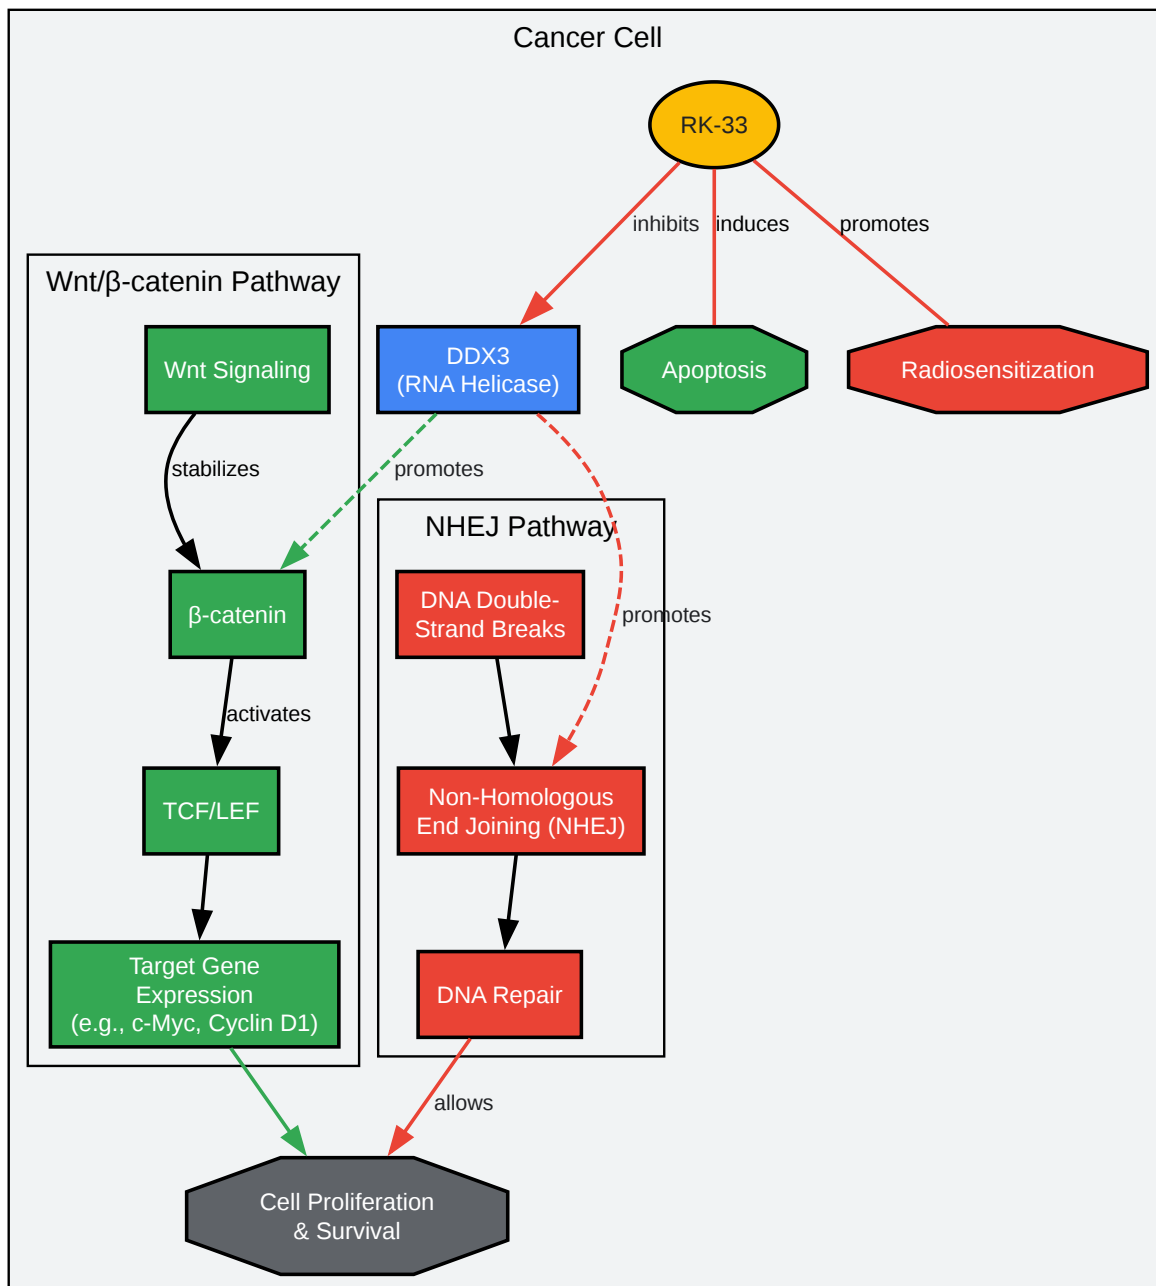 Cancer Cell
RK-33
inhibits
induces
promotes
Wnt/β-catenin Pathway
Wnt Signaling
DDX3
(RNA Helicase)
Apoptosis
Radiosensitization
stabilizes
promotes
NHEJ Pathway
β-catenin
DNA Double-
Strand Breaks
promotes
activates
TCF/LEF
Non-Homologous
End Joining (NHEJ)
Target Gene
Expression
(e.g., c-Myc, Cyclin D1)
DNA Repair
allows
Cell Proliferation
& Survival